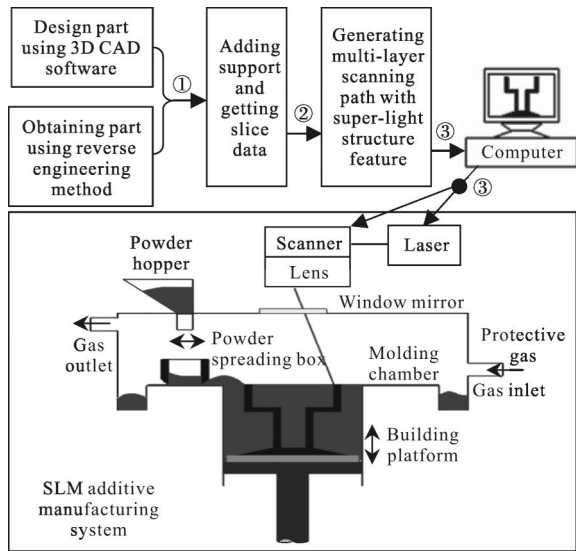 Design part
using 3D CAD
software
Obtaining part
using reverse
engineering
method
①
Adding
support
and
getting
slice
data
②
Generating
multi-layer
scanning
path with
super-light
structure
feature
③
Computer
③
Scanner
Lens
Laser
Powder
hopper
Window mirror
Gas
outlet
Powder
spreading box
Molding
chamber
Protective
gas
Gas inlet
Building
platform
SLM additive
manufacturing
system